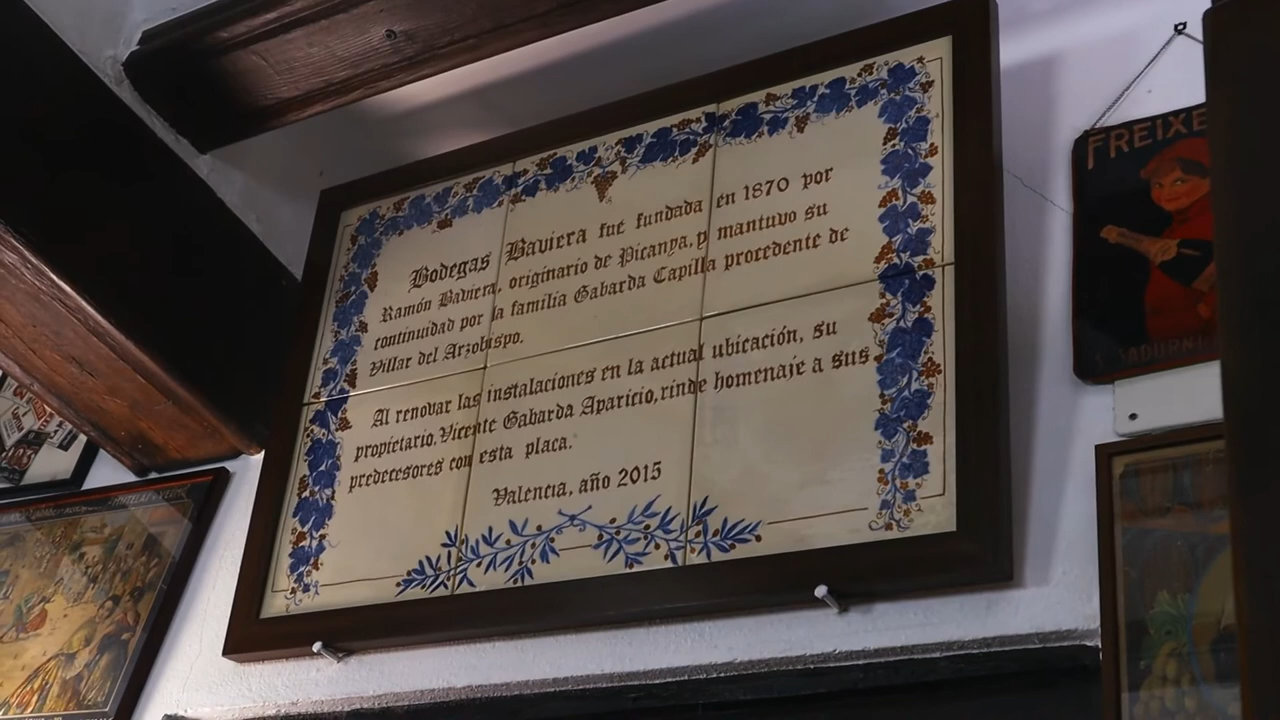 Bodegas Baviera fue fundada en 1870 por
Ramón Baviera, originario de Picanya, y mantuvo su
continuidad por la familia Gabarda Capilla procedente de
Villar del Arzobispo.
Al renovar las instalaciones en la actual ubicación, su
propietario, Vicente Gabarda Aparicio, rinde homenaje a sus
predecesores con esta placa.
Valencia, año 2015
FREIXE